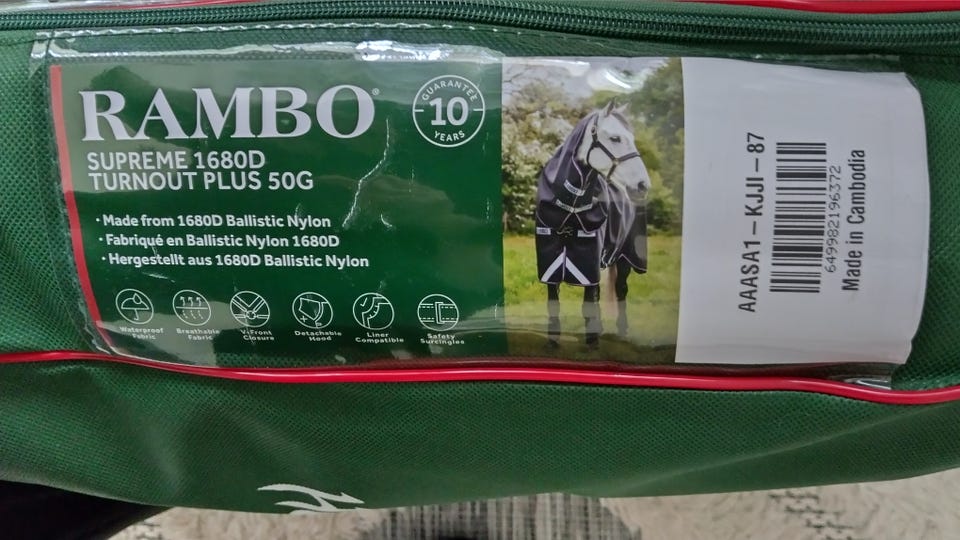 RAMBO®
SUPREME 1680D
TURNOUT PLUS 50G
GUARANTEE
10
YEARS
• Made from 1680D Ballistic Nylon
• Fabriqué en Ballistic Nylon 1680D
• Hergestellt aus 1680D Ballistic Nylon
Waterproof
Fabric
Breathable
Fabric
V-Front
Closure
Detachable
Hood
Liner
Compatible
Safety
Surcingles
AAASA1-KJJI-87
649982196372
Made in Cambodia